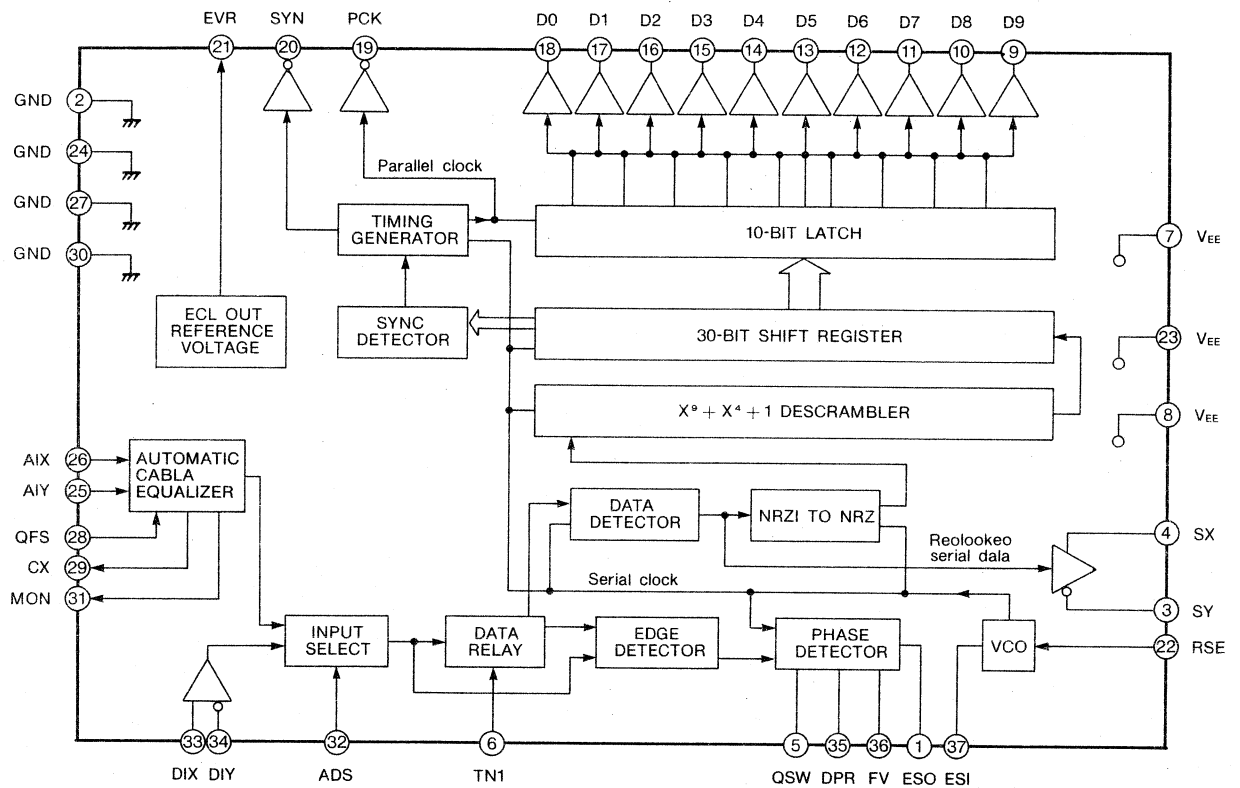 EVR SYN PCK D0 D1 D2 D3 D4 D5 D6 D7 D8 D9
21 20 19 18 17 16 15 14 13 12 11 10 9
GND 2
GND 24
GND 27
GND 30
Parallel clock
TIMING
GENERATOR
10-BIT LATCH
7 VEE
ECL OUT
REFERENCE
VOLTAGE
SYNC
DETECTOR
30-BIT SHIFT REGISTER
23 VEE
X⁹ + X⁴ + 1 DESCRAMBLER
8 VEE
AIX 26
AIY 25
QFS 28
CX 29
MON 31
AUTOMATIC
CABLA
EQUALIZER
DATA
DETECTOR
NRZI TO NRZ
Reolookeo
serial dala
4 SX
3 SY
22 RSE
Serial clock
INPUT
SELECT
DATA
RELAY
EDGE
DETECTOR
PHASE
DETECTOR
VCO
33 34 32 6 5 35 36 1 37
DIX DIY ADS TN1 QSW DPR FV ESO ESI